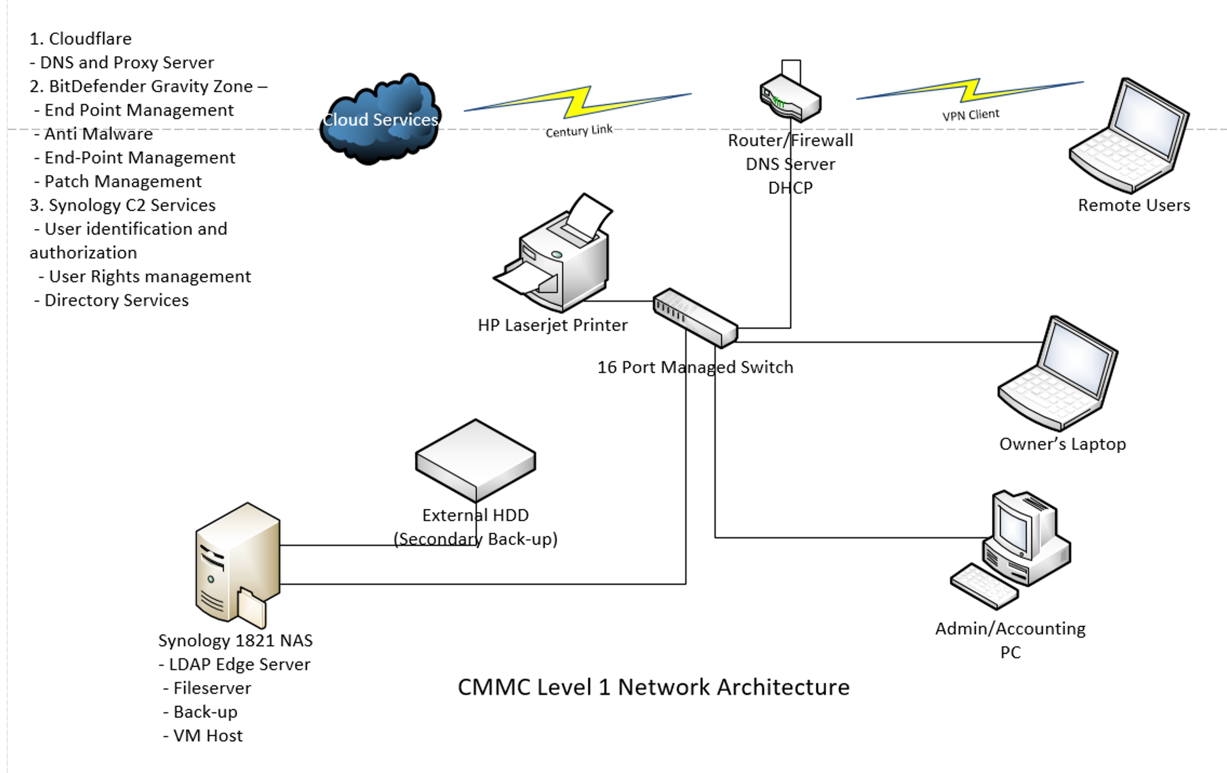 1. Cloudflare
- DNS and Proxy Server
2. BitDefender Gravity Zone –
- End Point Management
- Anti Malware
- End-Point Management
- Patch Management
3. Synology C2 Services
- User identification and
authorization
- User Rights management
- Directory Services
Cloud Services
Century Link
Router/Firewall
DNS Server
DHCP
VPN Client
Remote Users
HP Laserjet Printer
16 Port Managed Switch
Owner's Laptop
External HDD
(Secondary Back-up)
Admin/Accounting
PC
Synology 1821 NAS
- LDAP Edge Server
- Fileserver
- Back-up
- VM Host
CMMC Level 1 Network Architecture